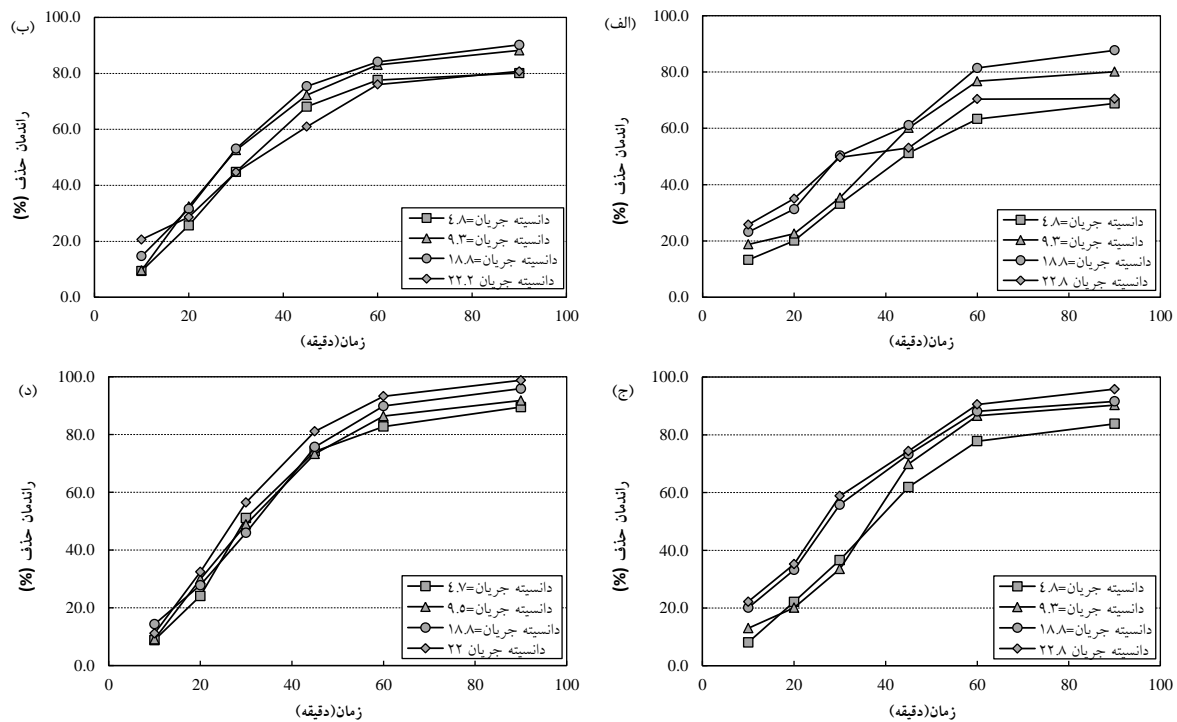 (الف)
100.0
80.0
60.0
40.0
20.0
0.0
راندمان حذف (%)
دانسیته جریان=۴.۸
دانسیته جریان=۹.۳
دانسیته جریان=۱۸.۸
دانسیته جریان ۲۲.۸
0 20 40 60 80 100
زمان(دقیقه)
(ب)
100.0
80.0
60.0
40.0
20.0
0.0
راندمان حذف (%)
دانسیته جریان=۴.۸
دانسیته جریان=۹.۳
دانسیته جریان=۱۸.۸
دانسیته جریان ۲۲.۲
0 20 40 60 80 100
زمان(دقیقه)
(ج)
100.0
80.0
60.0
40.0
20.0
0.0
راندمان حذف (%)
دانسیته جریان=۴.۸
دانسیته جریان=۹.۳
دانسیته جریان=۱۸.۸
دانسیته جریان ۲۲.۸
0 20 40 60 80 100
زمان(دقیقه)
(د)
100.0
80.0
60.0
40.0
20.0
0.0
راندمان حذف (%)
دانسیته جریان=۴.۷
دانسیته جریان=۹.۵
دانسیته جریان=۱۸.۸
دانسیته جریان ۲۲
0 20 40 60 80 100
زمان(دقیقه)